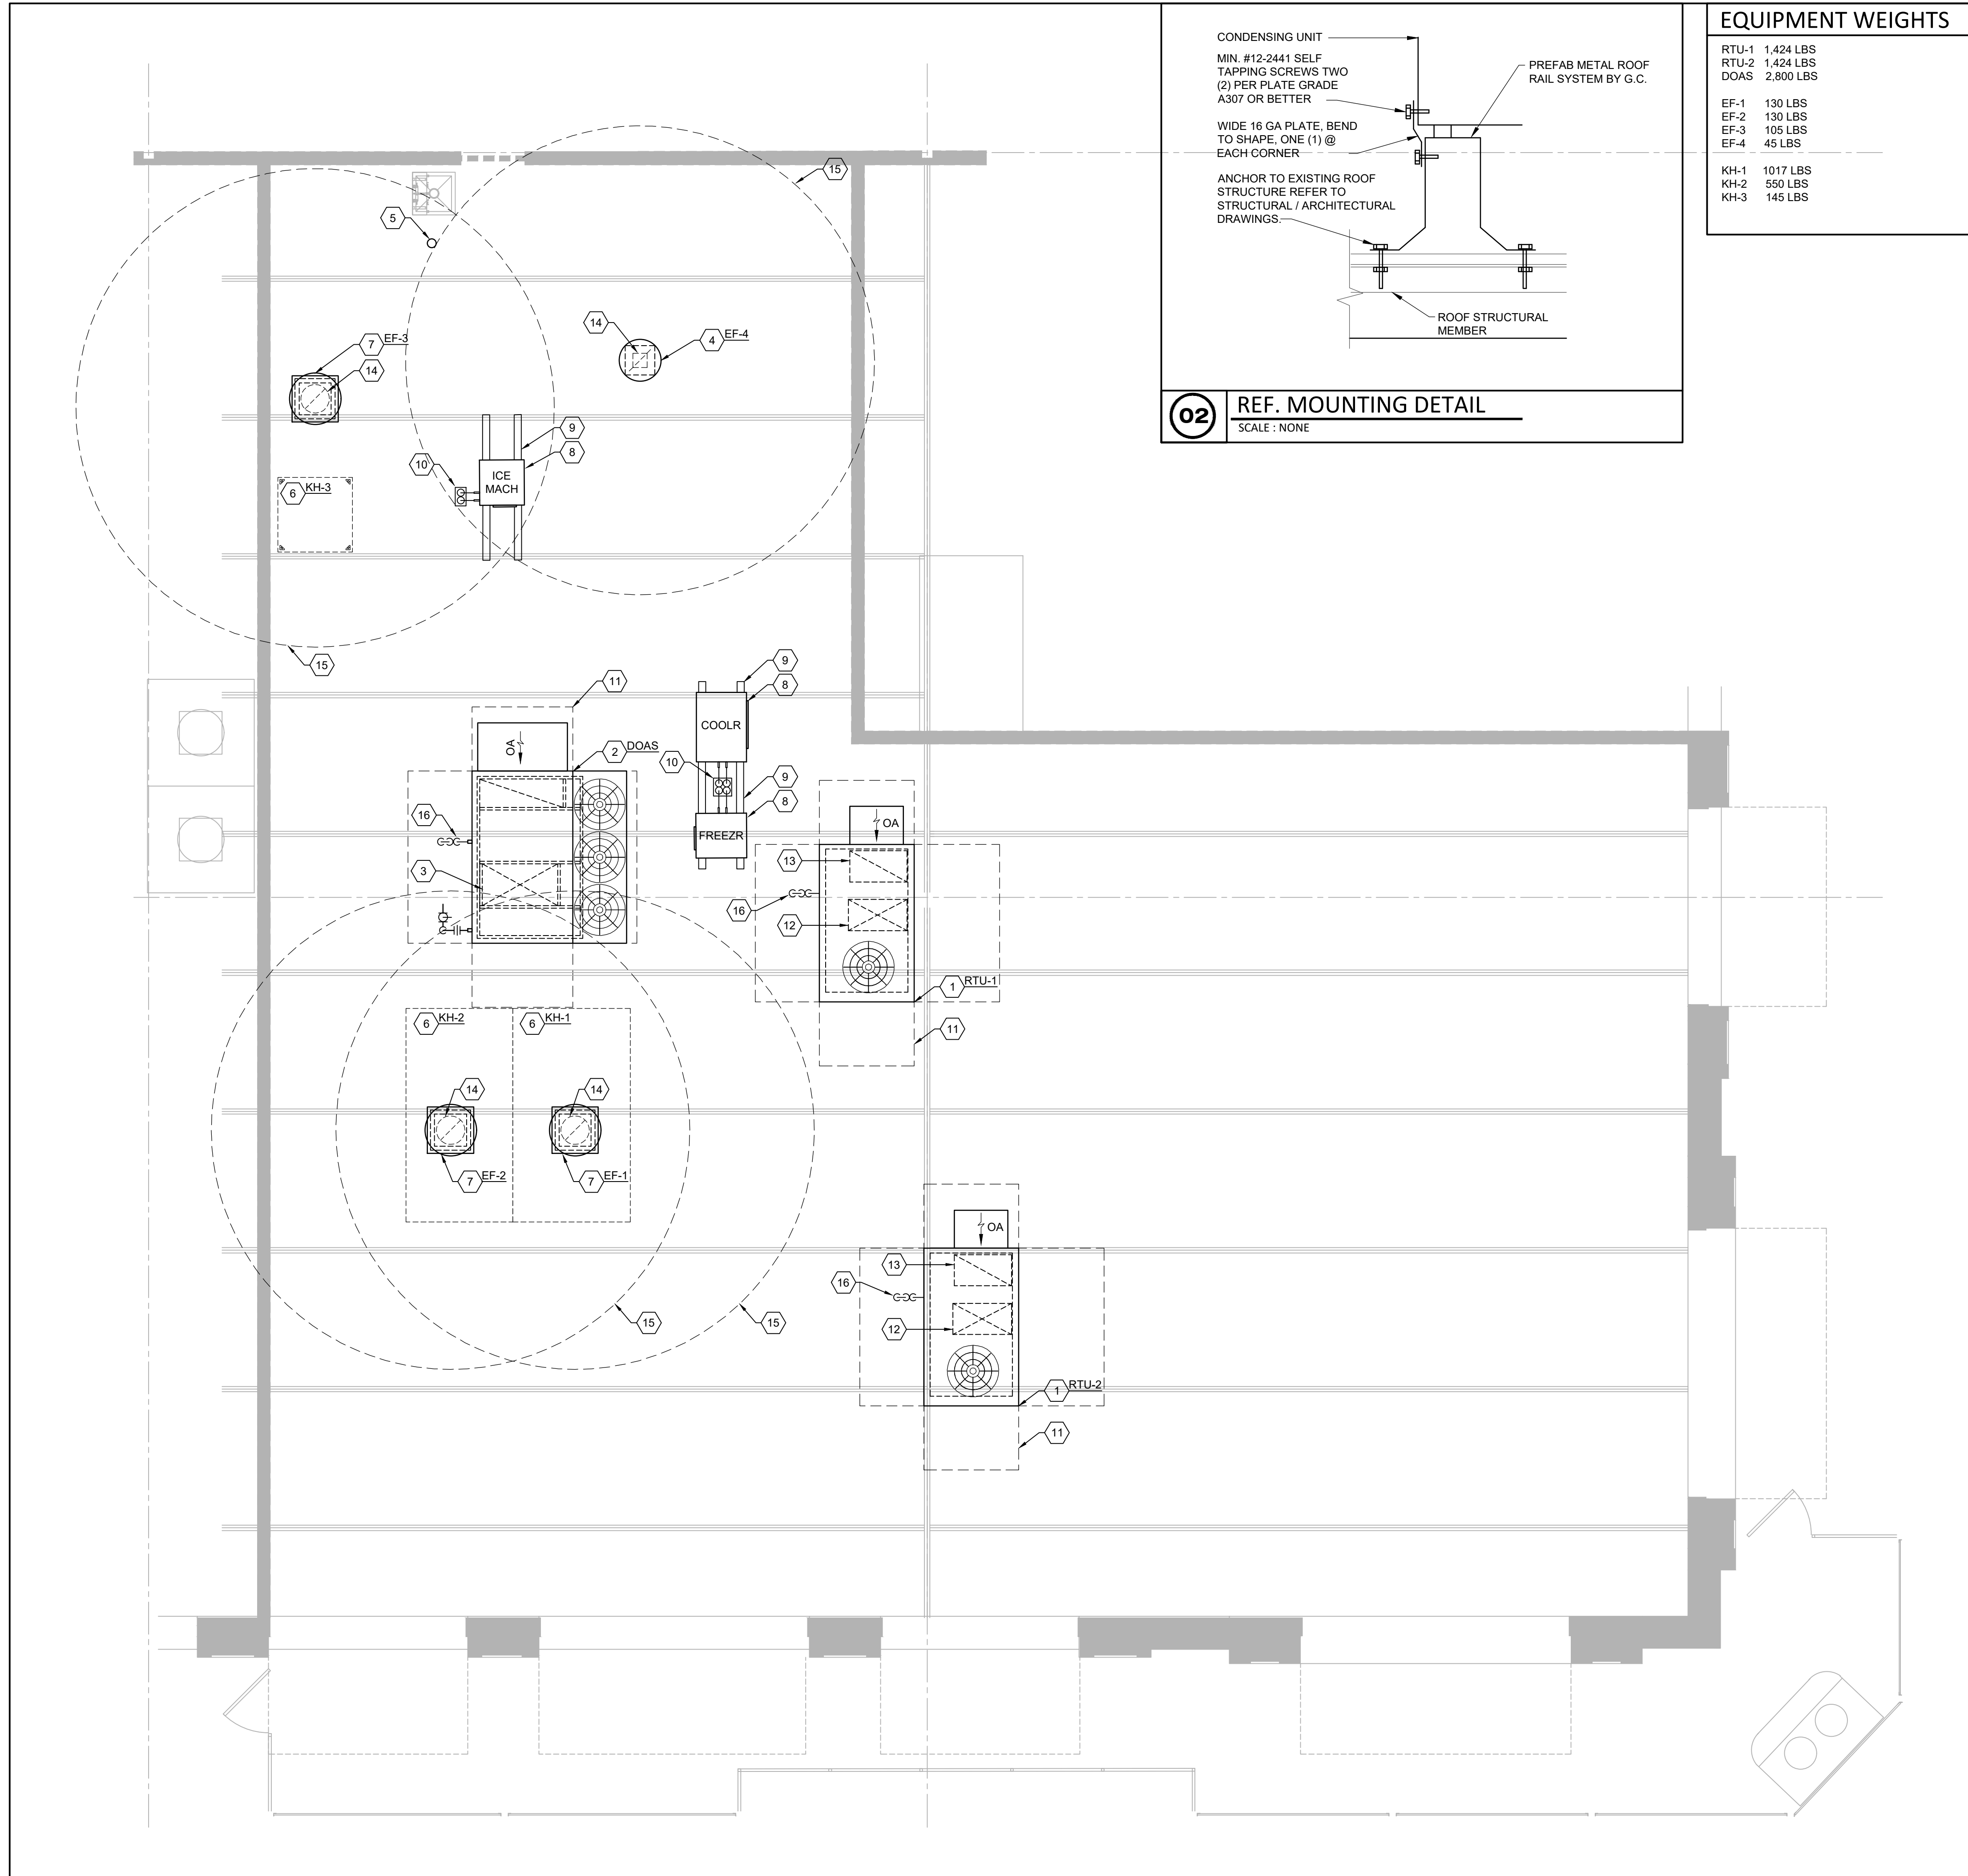 CONDENSING UNIT
MIN. #12-2441 SELF
TAPPING SCREWS TWO
(2) PER PLATE GRADE
A307 OR BETTER
WIDE 16 GA PLATE, BEND
TO SHAPE, ONE (1) @
EACH CORNER
ANCHOR TO EXISTING ROOF
STRUCTURE REFER TO
STRUCTURAL / ARCHITECTURAL
DRAWINGS.
PREFAB METAL ROOF
RAIL SYSTEM BY G.C.
ROOF STRUCTURAL
MEMBER
02
REF. MOUNTING DETAIL
SCALE : NONE
EQUIPMENT WEIGHTS
RTU-1 1,424 LBS
RTU-2 1,424 LBS
DOAS 2,800 LBS
EF-1 130 LBS
EF-2 130 LBS
EF-3 105 LBS
EF-4 45 LBS
KH-1 1017 LBS
KH-2 550 LBS
KH-3 145 LBS
15
5
14
4 EF-4
7 EF-3
14
9
8
10
ICE
MACH
6 KH-3
15
9
11
8
COOLR
OA
2 DOAS
10
9
8
16
OA
FREEZR
13
3
16
12
1 RTU-1
6 KH-2
6 KH-1
11
14
14
7 EF-2
7 EF-1
OA
13
16
15
15
12
1 RTU-2
11